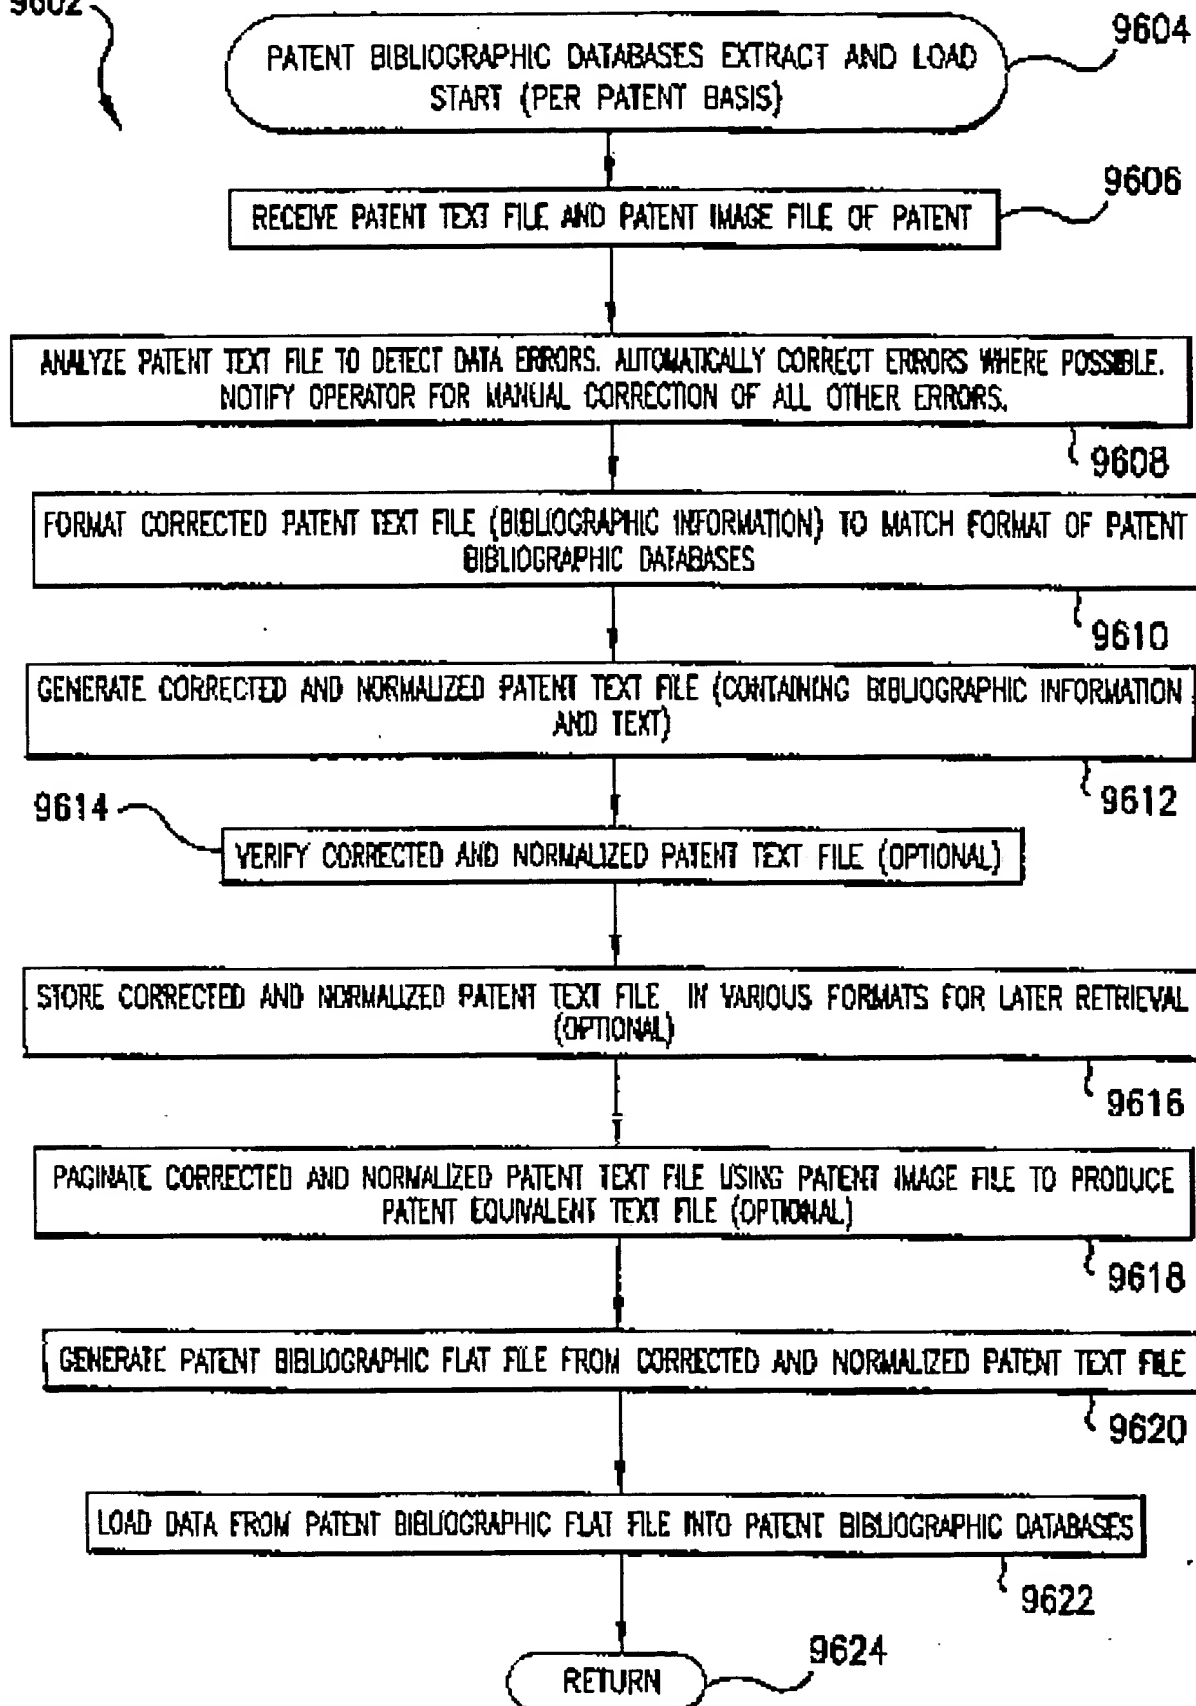 9602
9604
PATENT BIBLIOGRAPHIC DATABASES EXTRACT AND LOAD
START (PER PATENT BASIS)
9606
RECEIVE PATENT TEXT FILE AND PATENT IMAGE FILE OF PATENT
ANALYZE PATENT TEXT FILE TO DETECT DATA ERRORS. AUTOMATICALLY CORRECT ERRORS WHERE POSSIBLE.
NOTIFY OPERATOR FOR MANUAL CORRECTION OF ALL OTHER ERRORS.
9608
FORMAT CORRECTED PATENT TEXT FILE (BIBLIOGRAPHIC INFORMATION) TO MATCH FORMAT OF PATENT
BIBLIOGRAPHIC DATABASES
9610
GENERATE CORRECTED AND NORMALIZED PATENT TEXT FILE (CONTAINING BIBLIOGRAPHIC INFORMATION
AND TEXT)
9612
9614
VERIFY CORRECTED AND NORMALIZED PATENT TEXT FILE (OPTIONAL)
STORE CORRECTED AND NORMALIZED PATENT TEXT FILE IN VARIOUS FORMATS FOR LATER RETRIEVAL
(OPTIONAL)
9616
PAGINATE CORRECTED AND NORMALIZED PATENT TEXT FILE USING PATENT IMAGE FILE TO PRODUCE
PATENT EQUIVALENT TEXT FILE (OPTIONAL)
9618
GENERATE PATENT BIBLIOGRAPHIC FLAT FILE FROM CORRECTED AND NORMALIZED PATENT TEXT FILE
9620
LOAD DATA FROM PATENT BIBLIOGRAPHIC FLAT FILE INTO PATENT BIBLIOGRAPHIC DATABASES
9622
9624
RETURN